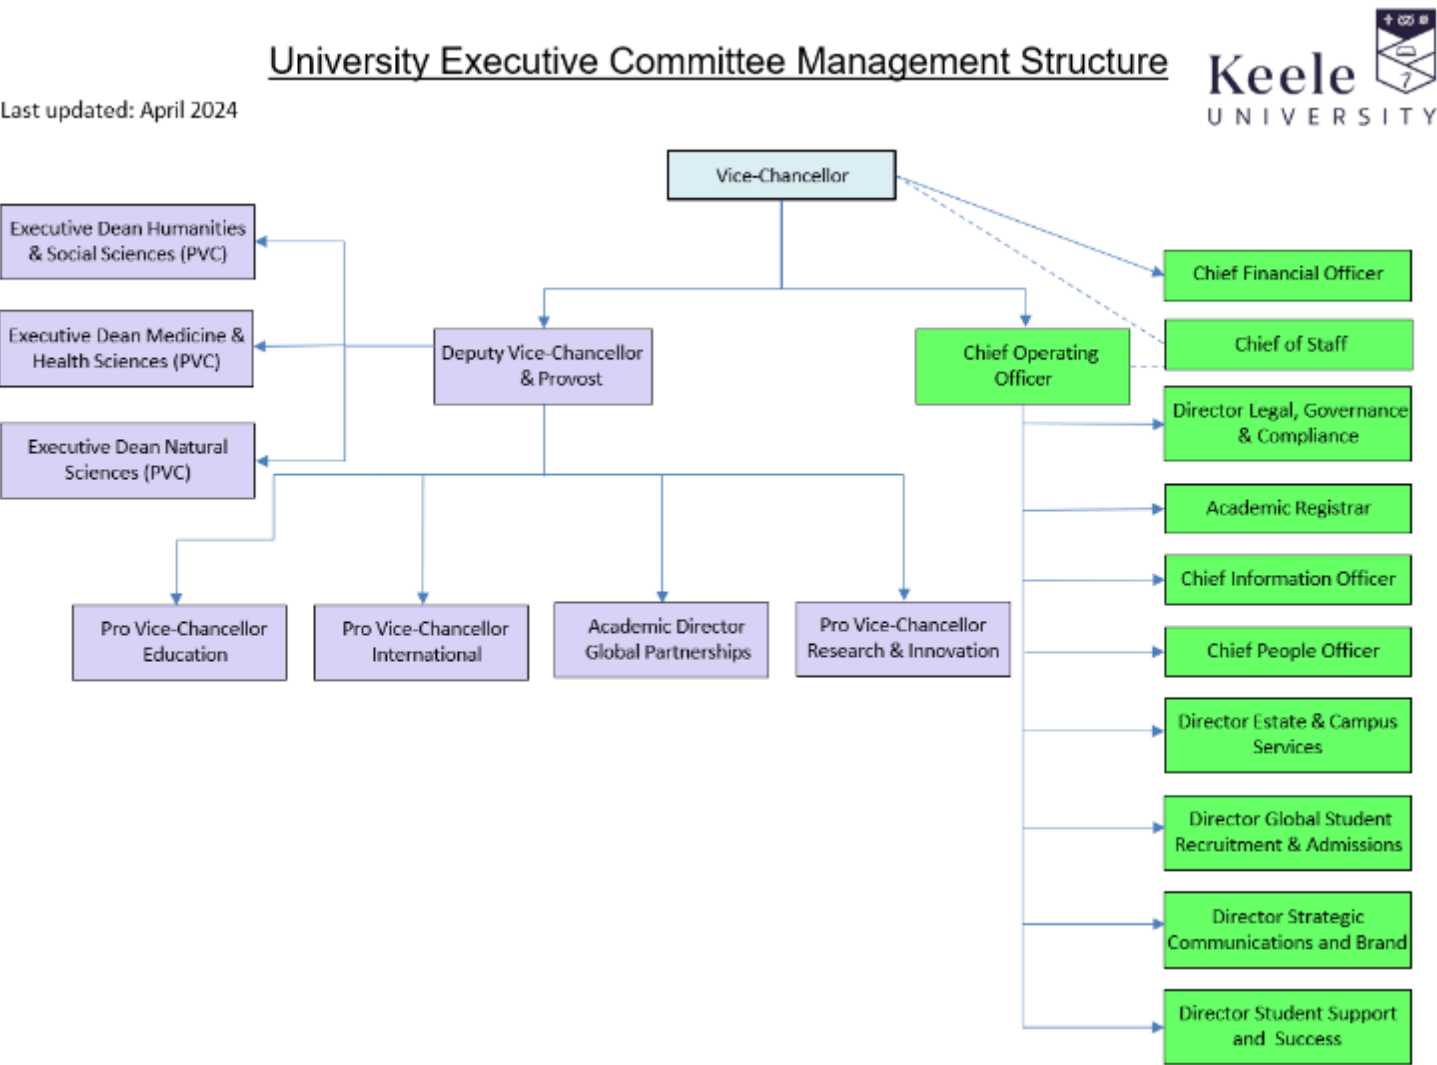 University Executive Committee Management Structure
Keele
UNIVERSITY
Last updated: April 2024
Vice-Chancellor
Executive Dean Humanities
& Social Sciences (PVC)
Executive Dean Medicine &
Health Sciences (PVC)
Executive Dean Natural
Sciences (PVC)
Deputy Vice-Chancellor
& Provost
Chief Operating
Officer
Pro Vice-Chancellor
Education
Pro Vice-Chancellor
International
Academic Director
Global Partnerships
Pro Vice-Chancellor
Research & Innovation
Chief Financial Officer
Chief of Staff
Director Legal, Governance
& Compliance
Academic Registrar
Chief Information Officer
Chief People Officer
Director Estate & Campus
Services
Director Global Student
Recruitment & Admissions
Director Strategic
Communications and Brand
Director Student Support
and Success